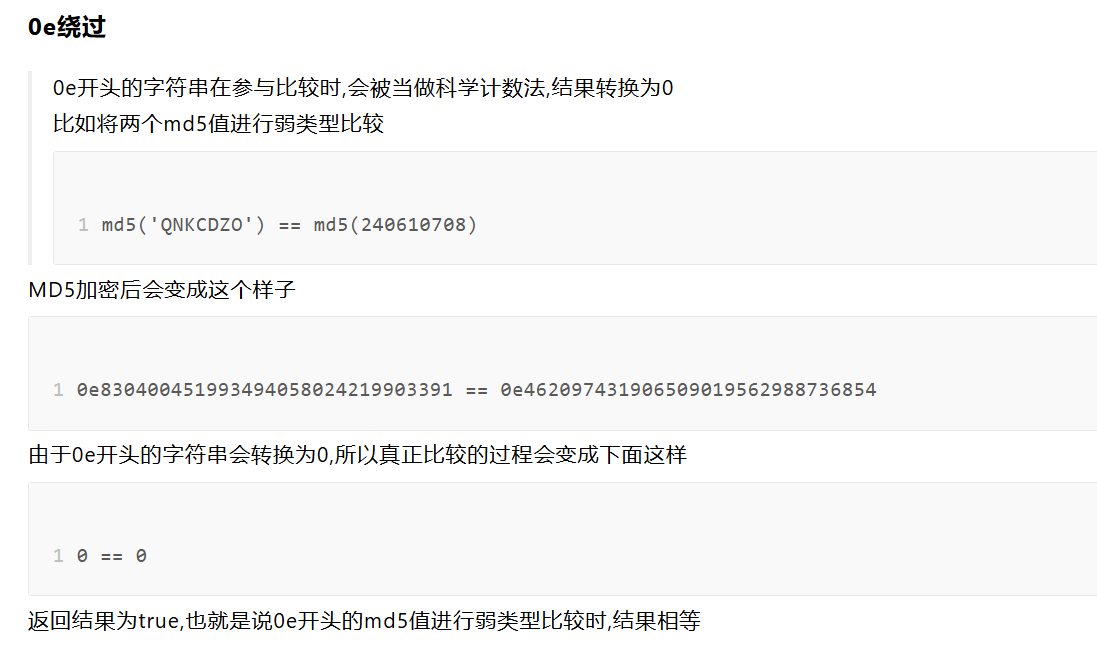 0e绕过
0e开头的字符串在参与比较时,会被当做科学计数法,结果转换为0
比如将两个md5值进行弱类型比较
1 md5('QNKCDZO') == md5(240610708)
MD5加密后会变成这个样子
1 0e830400451993494058024219903391 == 0e462097431906509019562988736854
由于0e开头的字符串会转换为0,所以真正比较的过程会变成下面这样
1 0 == 0
返回结果为true,也就是说0e开头的md5值进行弱类型比较时,结果相等